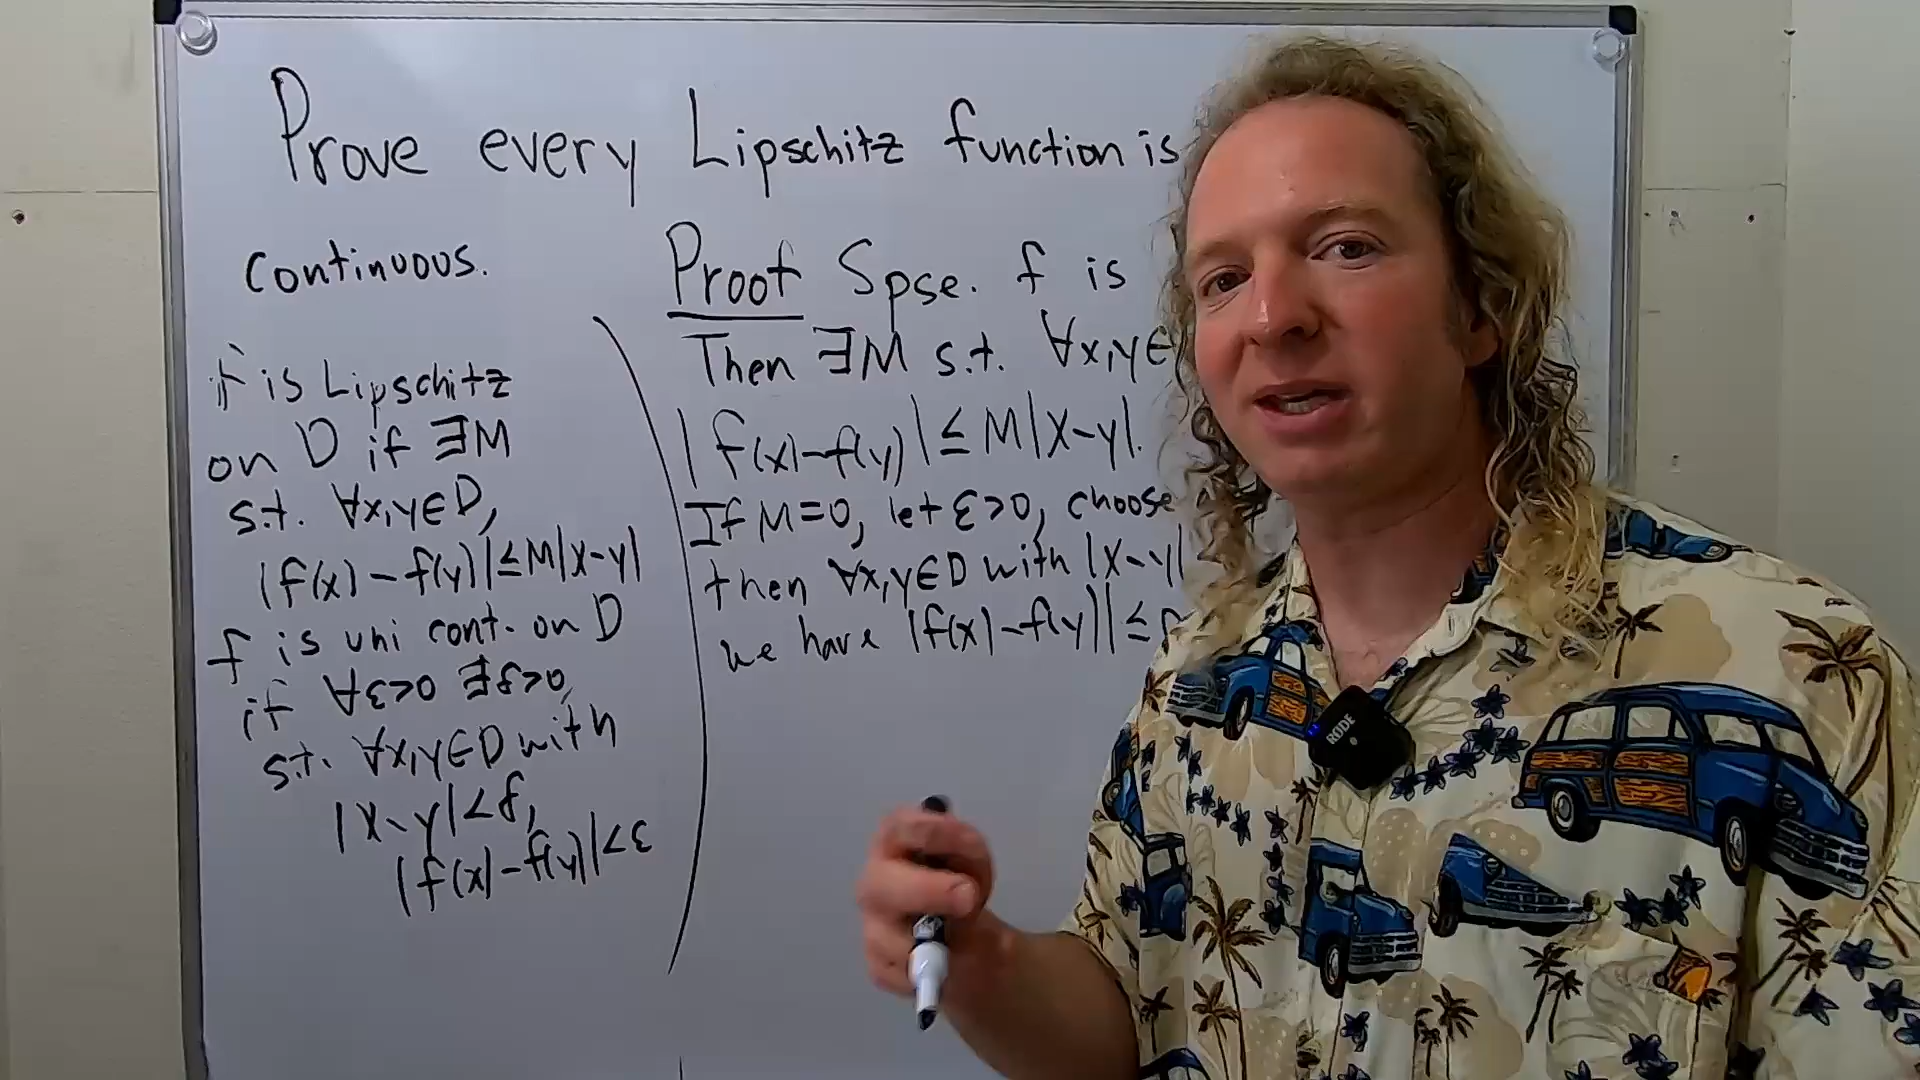 Prove every Lipschitz function is
continuous.
f is Lipschitz
on D if ∃M
s.t. ∀x,y∈D,
|f(x)-f(y)|≤M|x-y|
f is uni cont. on D
if ∀ε>0 ∃δ>0,
s.t. ∀x,y∈D with
|x-y|<δ,
|f(x)-f(y)|<ε
Proof Spse. f is
Then ∃M s.t. ∀x,y∈
|f(x)-f(y)|≤M|x-y|.
If M=0, let ε>0, choose
then ∀x,y∈D with |x-y|
we have |f(x)-f(y)|≤
RODE